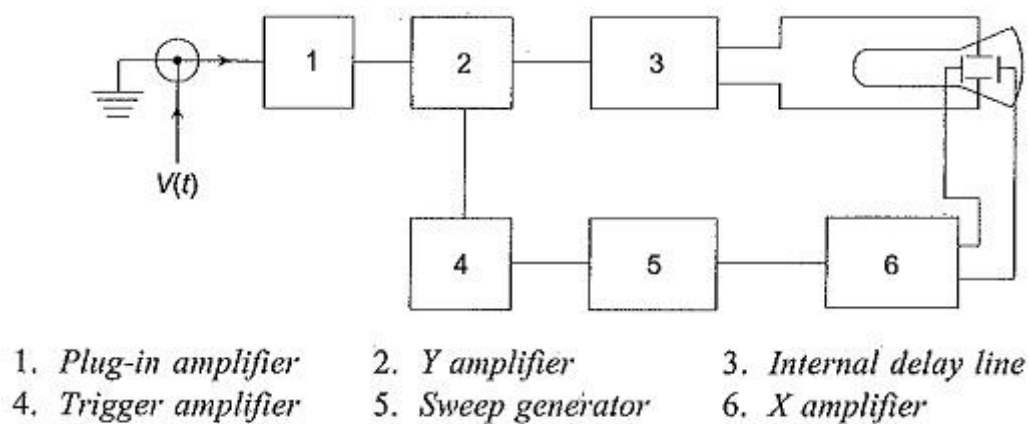 1 2 3
V(t)
4 5 6
1. Plug-in amplifier 2. Y amplifier 3. Internal delay line
4. Trigger amplifier 5. Sweep generator 6. X amplifier